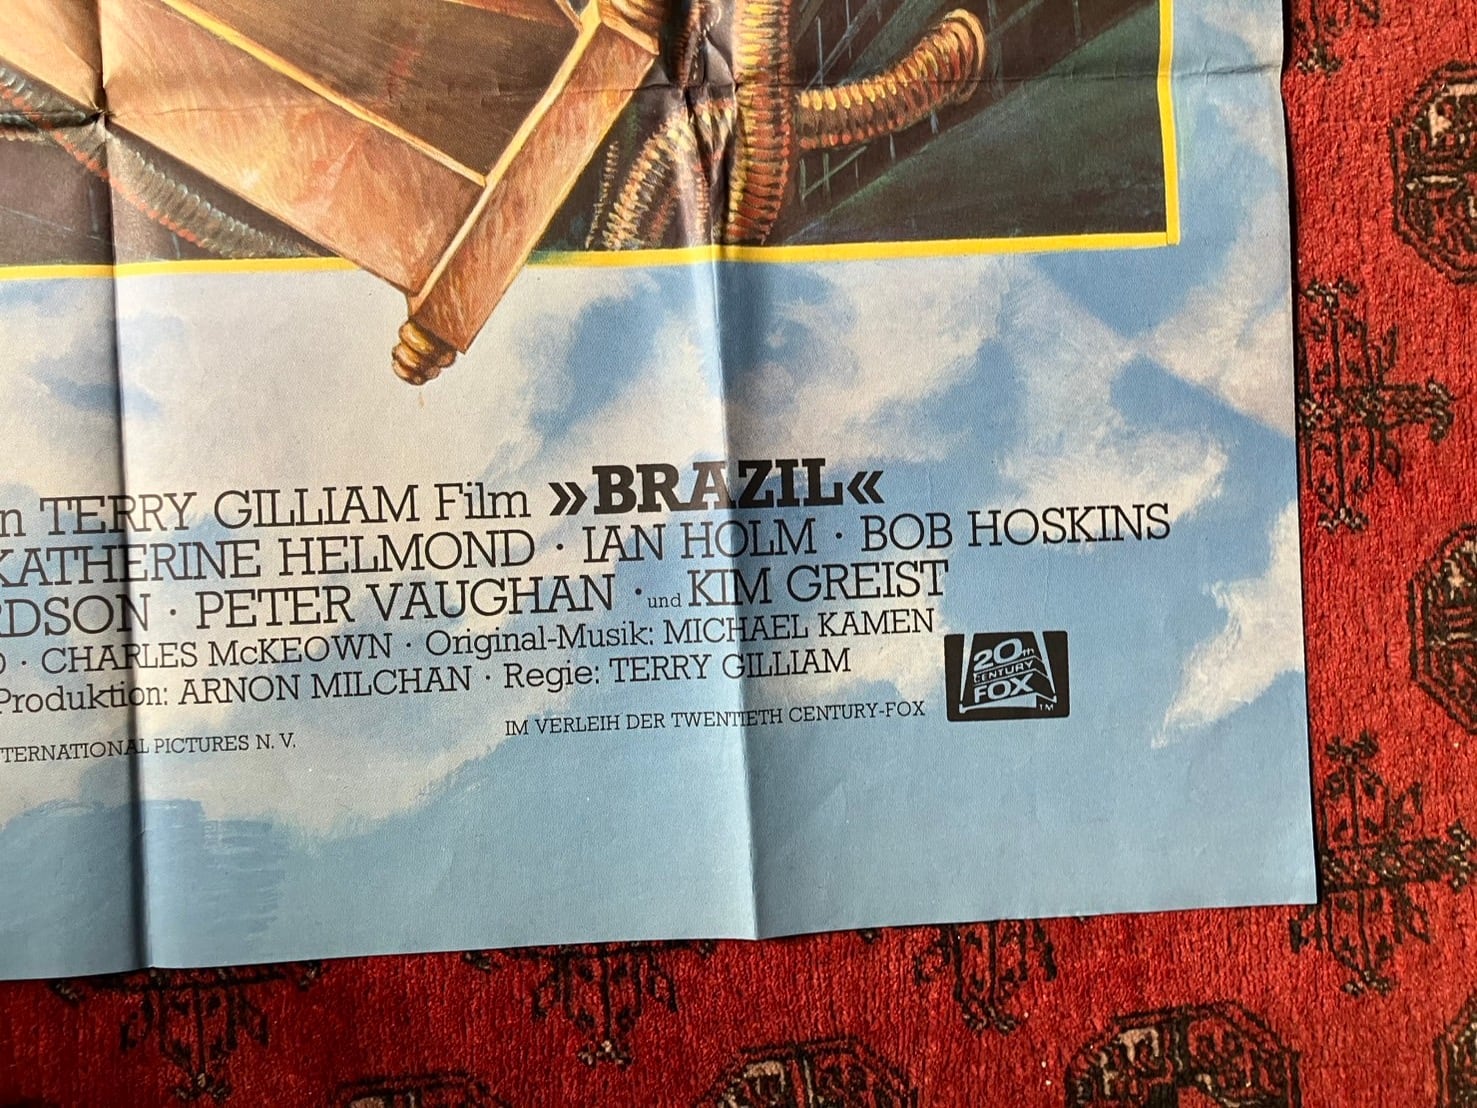 n TERRY GILLIAM Film »BRAZIL«
KATHERINE HELMOND · IAN HOLM · BOB HOSKINS
RDSON · PETER VAUGHAN · und KIM GREIST
· CHARLES McKEOWN · Original-Musik: MICHAEL KAMEN
Produktion: ARNON MILCHAN · Regie: TERRY GILLIAM
IM VERLEIH DER TWENTIETH CENTURY-FOX
TERNATIONAL PICTURES N. V.
20th
CENTURY
FOX
TM